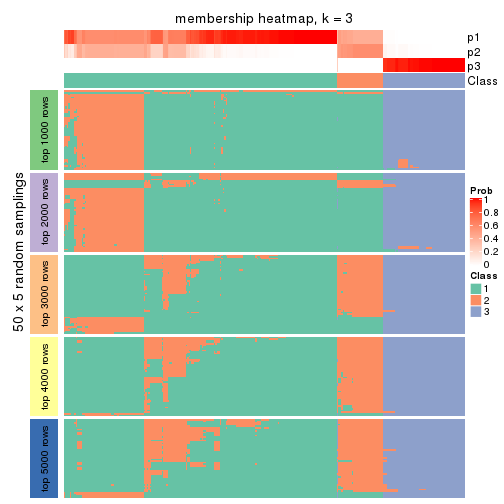 membership heatmap, k = 3
p1
p2
p3
Class
50 x 5 random samplings
top 1000 rows
top 2000 rows
top 3000 rows
top 4000 rows
top 5000 rows
Prob
1
0.8
0.6
0.4
0.2
0
Class
1
2
3